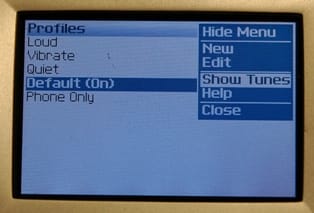 Profiles
Loud
Vibrate
Quiet
Default (On)
Phone Only
Hide Menu
New
Edit
Show Tunes
Help
Close